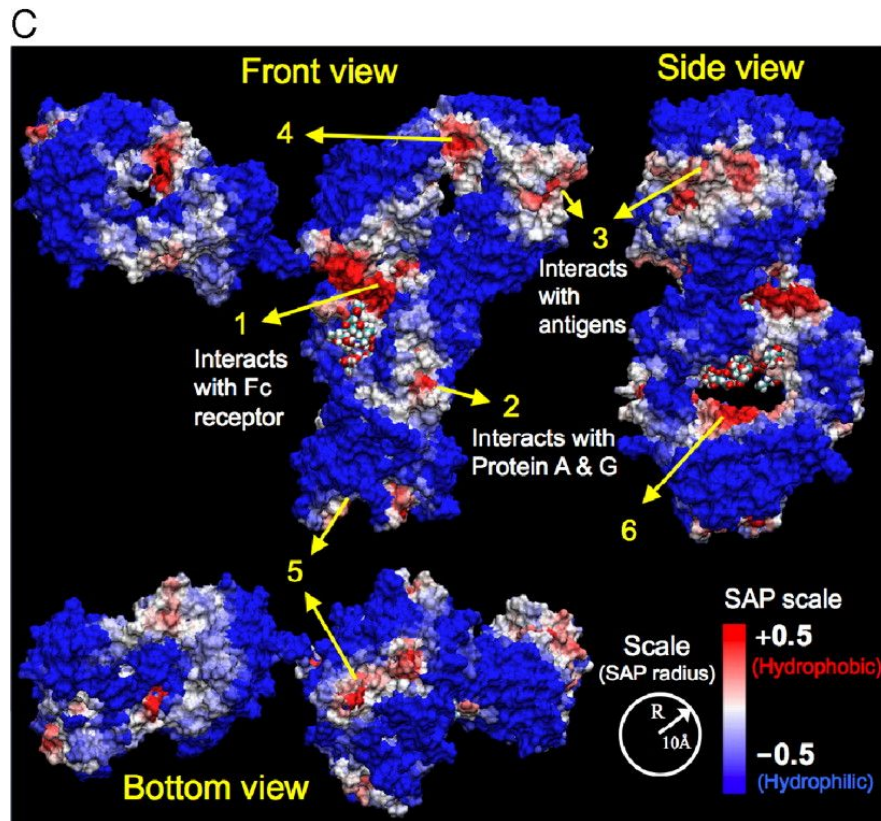 C
Front view
Side view
4
3
Interacts
with
antigens
1
Interacts
with Fc
receptor
2
Interacts with
Protein A & G
6
5
SAP scale
+0.5
(Hydrophobic)
Scale
(SAP radius)
R
10Å
−0.5
(Hydrophilic)
Bottom view